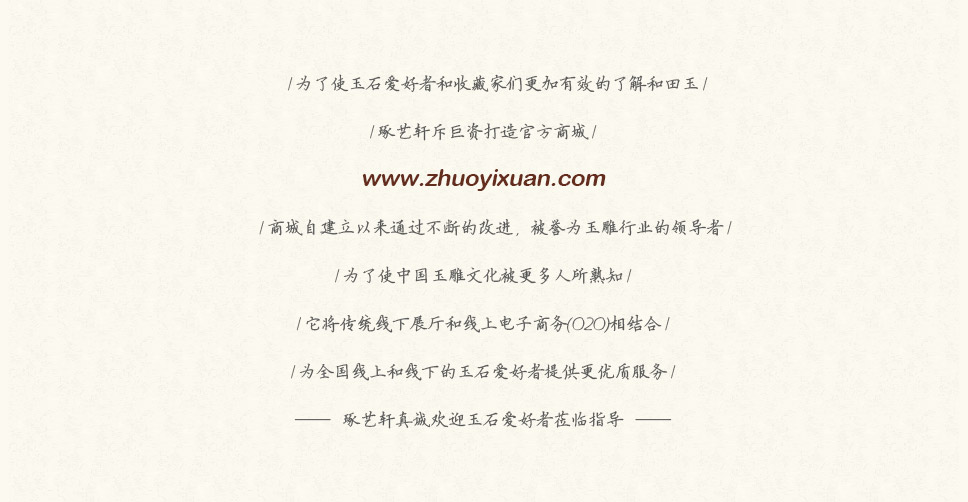 /为了使玉石爱好者和收藏家们更加有效的了解和田玉/
/琢艺轩斥巨资打造官方商城/
www.zhuoyixuan.com
/商城自建立以来通过不断的改进，被誉为玉雕行业的领导者/
/为了使中国玉雕文化被更多人所熟知/
/它将传统线下展厅和线上电子商务(O2O)相结合/
/为全国线上和线下的玉石爱好者提供更优质服务/
—— 琢艺轩真诚欢迎玉石爱好者莅临指导 ——